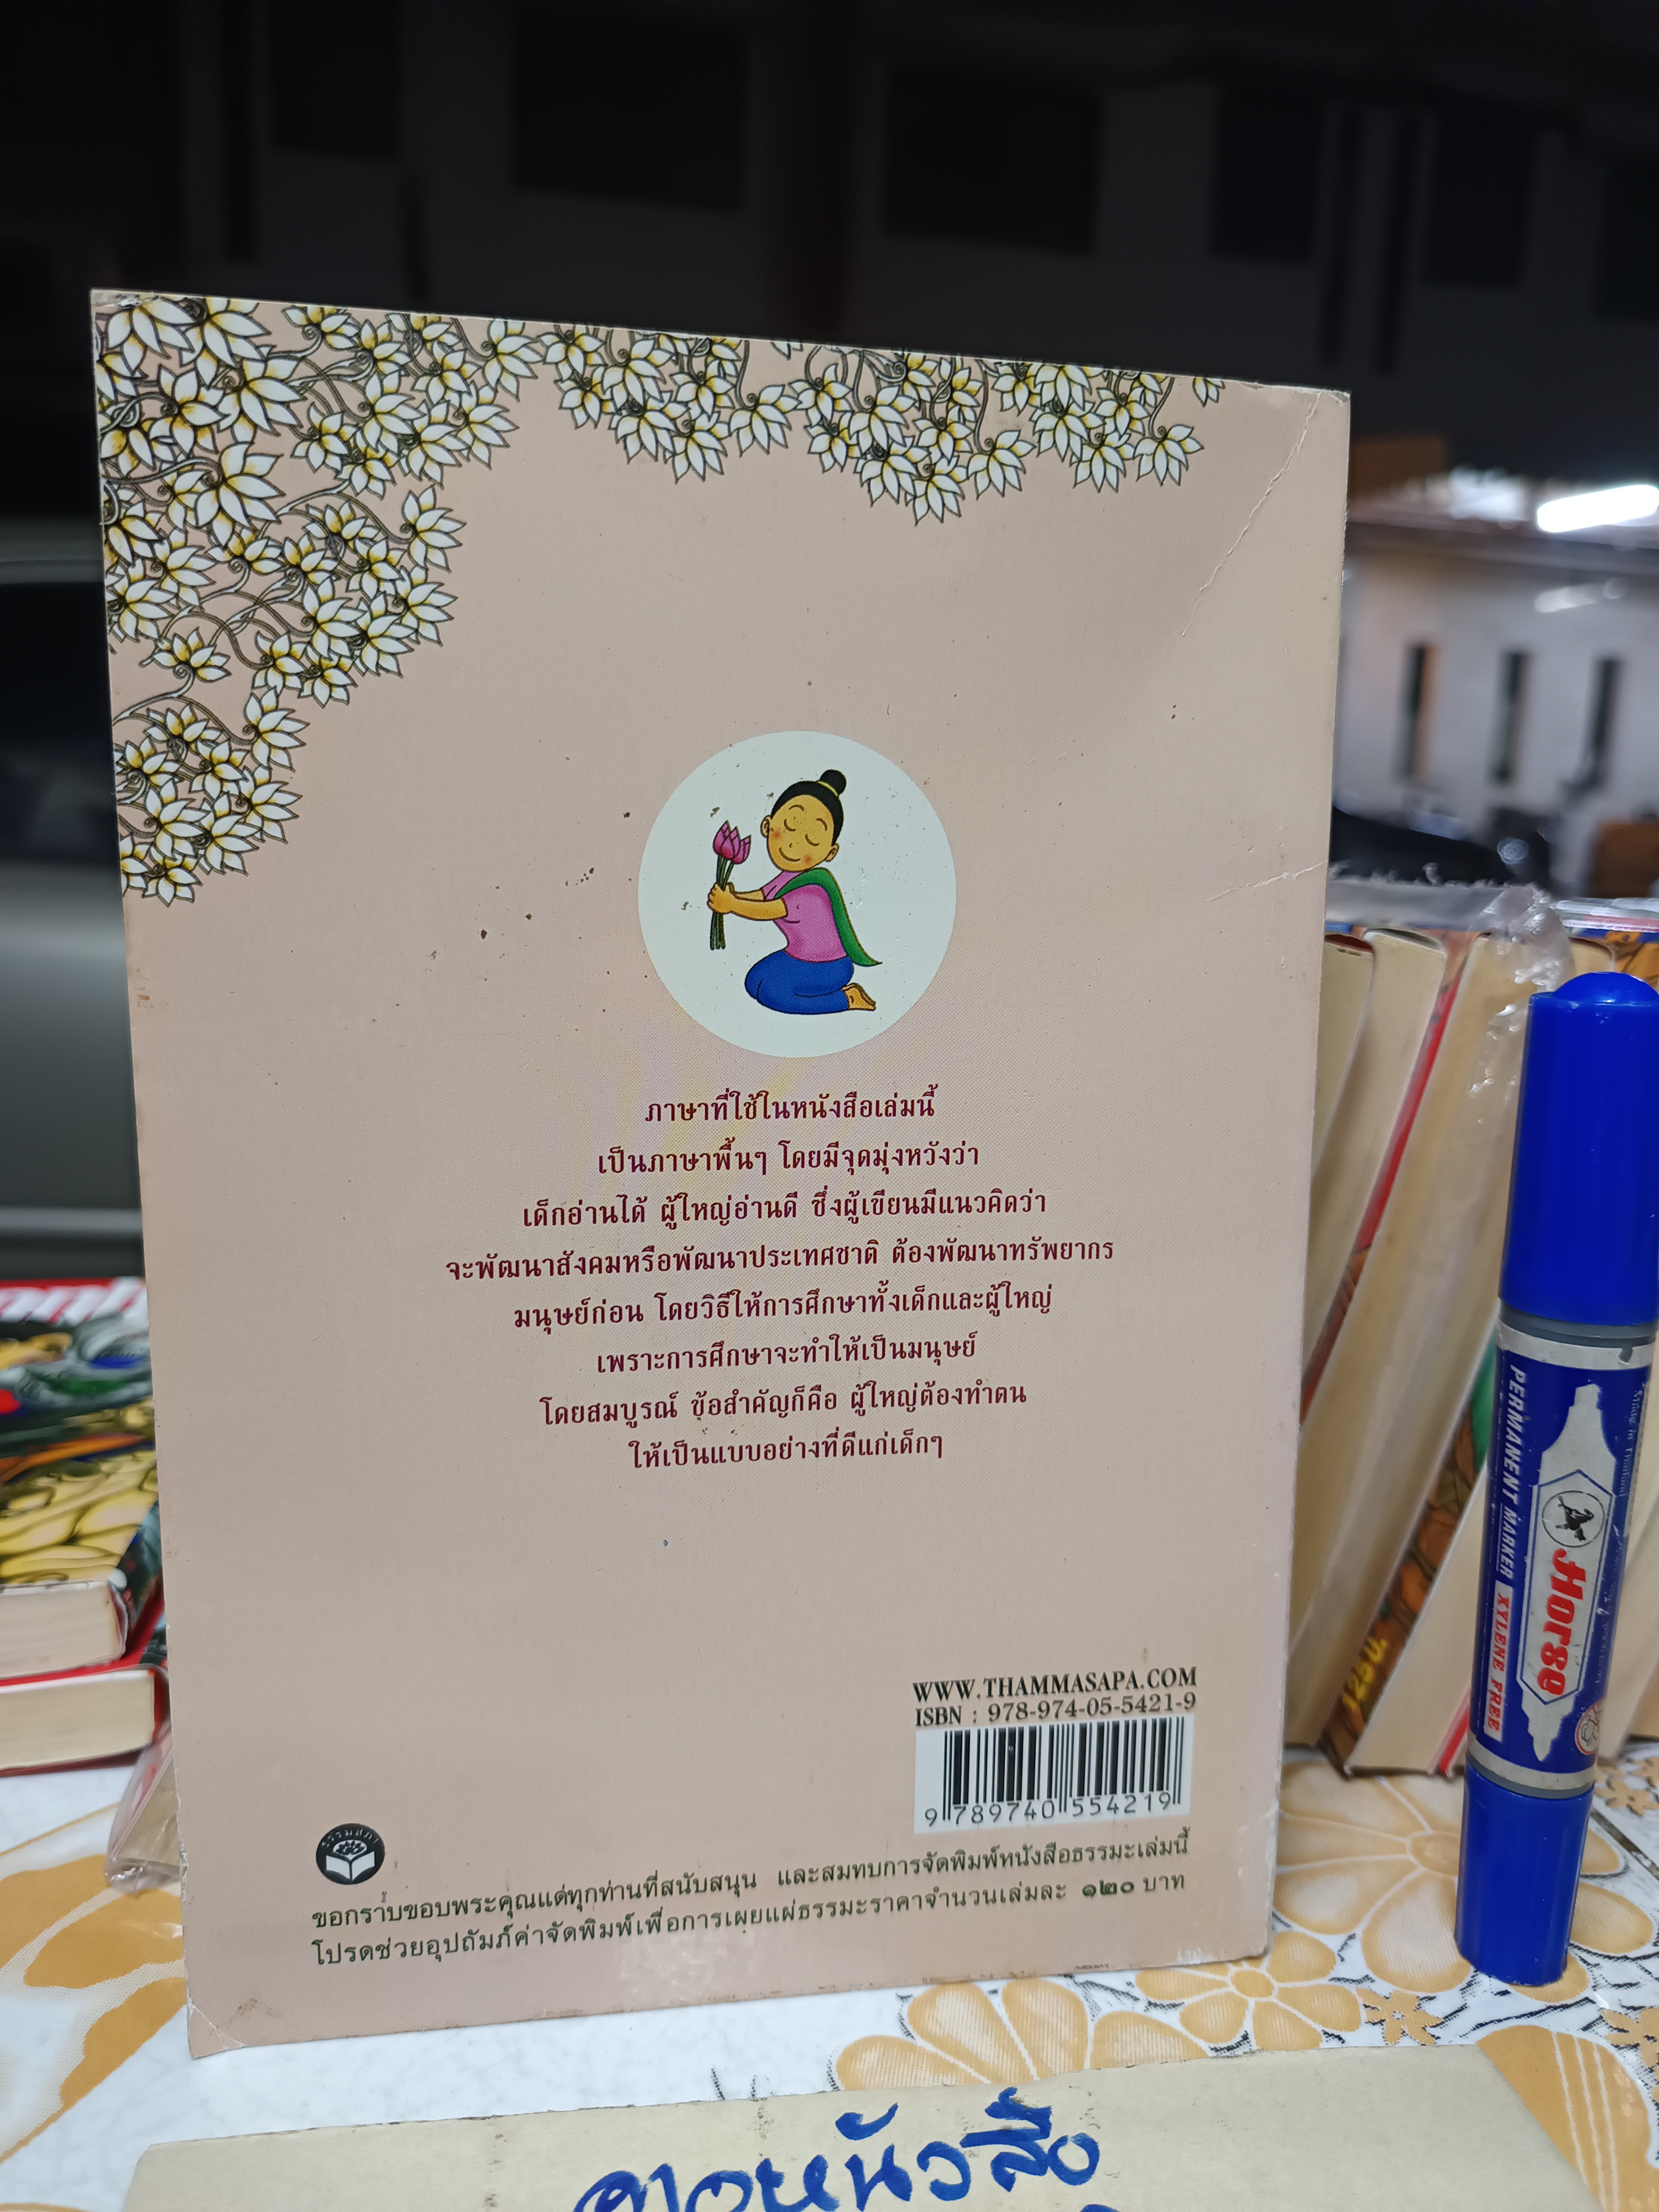 ภาษาที่ใช้ในหนังสือเล่มนี้
เป็นภาษาพื้นๆ โดยมีจุดมุ่งหวังว่า
เด็กอ่านได้ ผู้ใหญ่อ่านดี ซึ่งผู้เขียนมีแนวคิดว่า
จะพัฒนาสังคมหรือพัฒนาประเทศชาติ ต้องพัฒนาทรัพยากร
มนุษย์ก่อน โดยวิธีให้การศึกษาทั้งเด็กและผู้ใหญ่
เพราะการศึกษาจะทำให้เป็นมนุษย์
โดยสมบูรณ์ ข้อสำคัญก็คือ ผู้ใหญ่ต้องทำตน
ให้เป็นแบบอย่างที่ดีแก่เด็กๆ
WWW.THAMMASAPA.COM
ISBN : 978-974-05-5421-9
9 789740 554219
ธรรมสภา
ขอกราบขอบพระคุณแด่ทุกท่านที่สนับสนุน และสมทบการจัดพิมพ์หนังสือธรรมะเล่มนี้
โปรดช่วยอุปถัมภ์ค่าจัดพิมพ์เพื่อการเผยแผ่ธรรมะราคาจำนวนเล่มละ ๑๒๐ บาท
PERMANENT MARKER XYLENE FREE
Horse
125 บ
หนังสือ